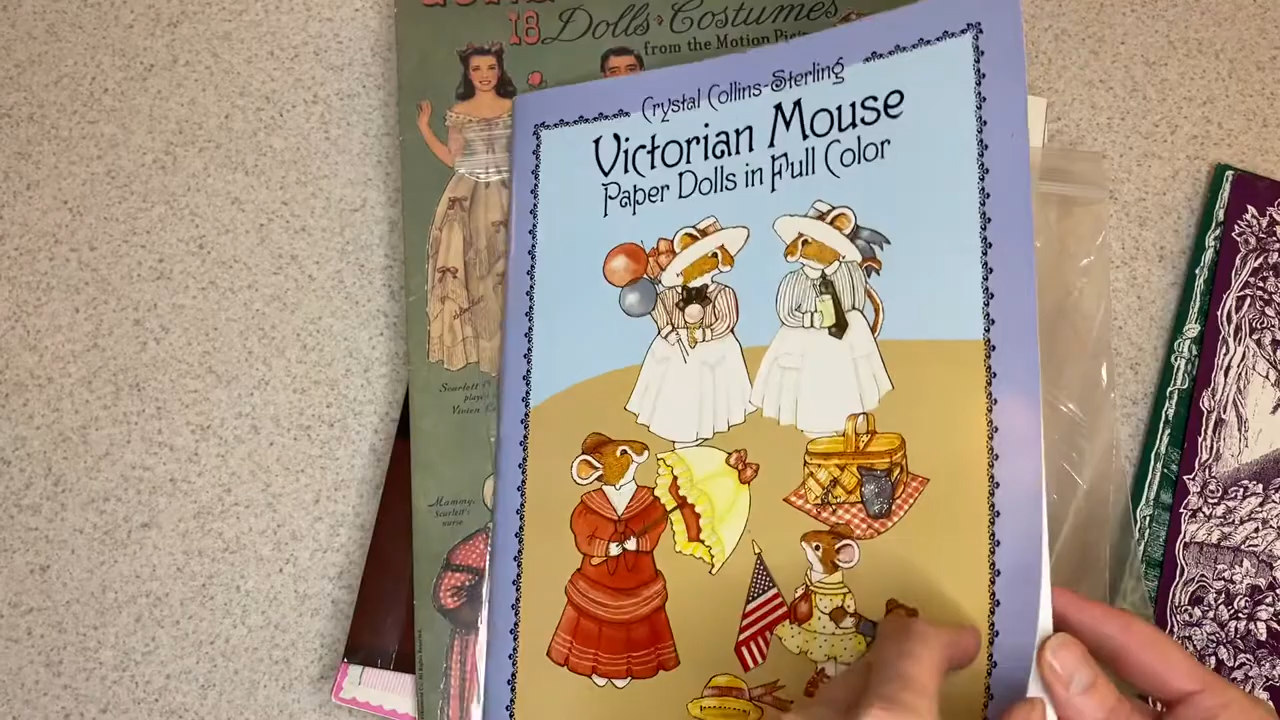 18 Dolls & Costumes
from the Motion
Crystal Collins-Sterling
Victorian Mouse
Paper Dolls in Full Color
Scarlett
Vivien
Mammy,
Scarlett's
nurse